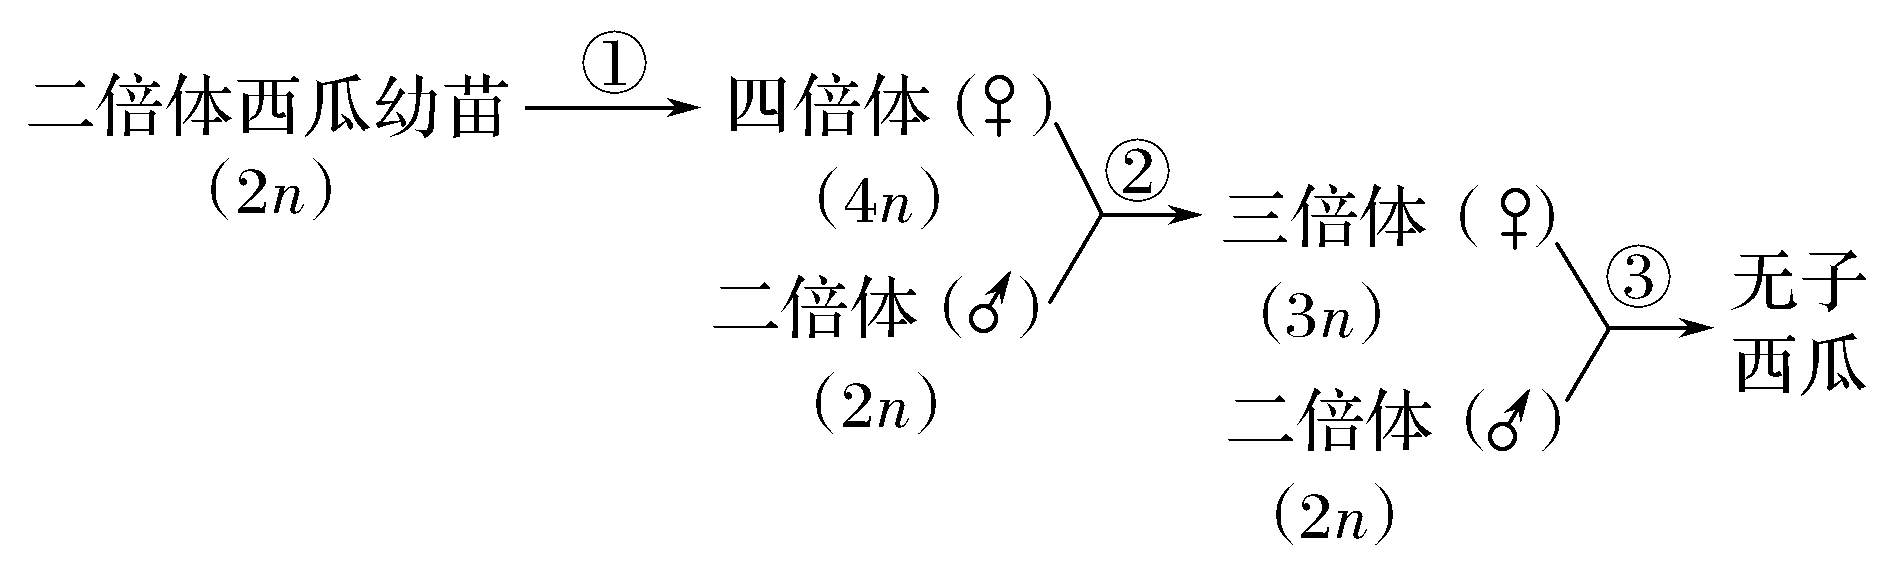 二倍体西瓜幼苗
(2n)
①
四倍体(♀)
(4n)
二倍体(♂)
(2n)
②
三倍体(♀)
(3n)
二倍体(♂)
(2n)
③
无子
西瓜